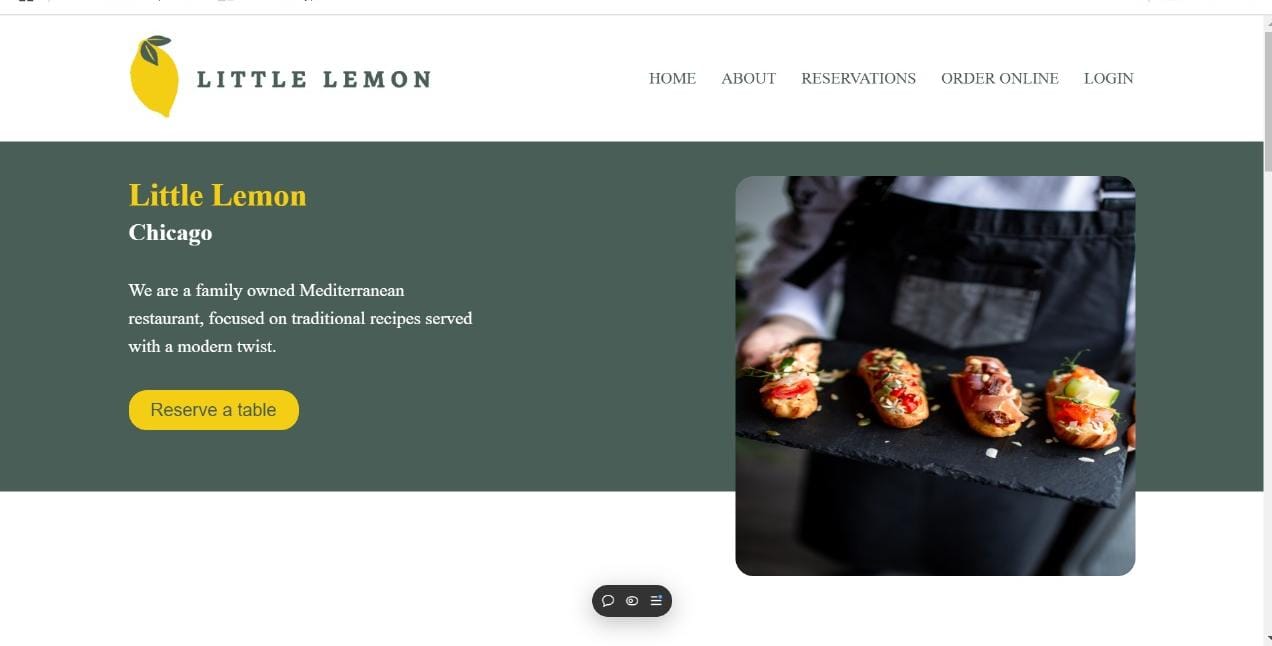 LITTLE LEMON
HOME ABOUT RESERVATIONS ORDER ONLINE LOGIN
Little Lemon
Chicago
We are a family owned Mediterranean
restaurant, focused on traditional recipes served
with a modern twist.
Reserve a table